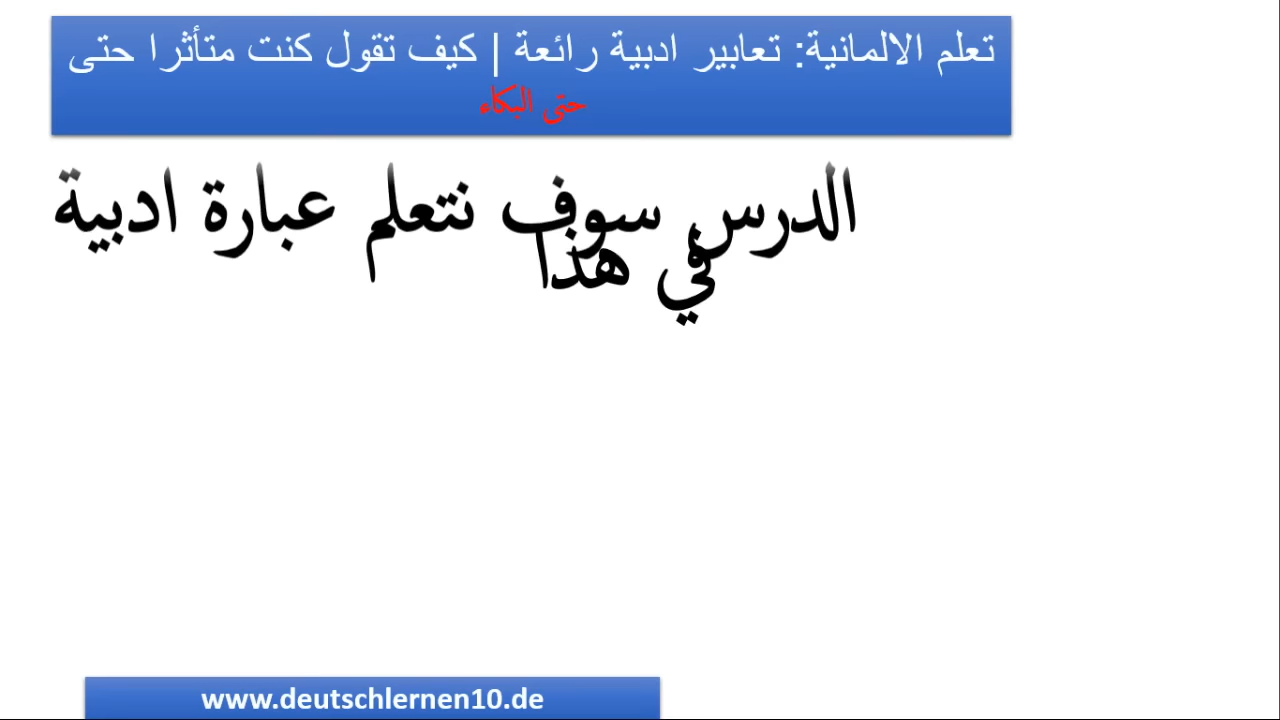 تعلم الالمانية: تعابير ادبية رائعة | كيف تقول كنت متأثرا حتى
حتى البكاء
الدرس سوف نتعلم عبارة ادبية
في هذا
www.deutschlernen10.de